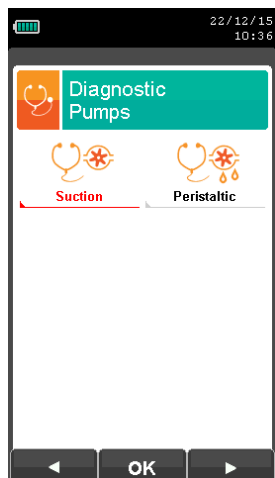 22/12/15
10:36
Diagnostic
Pumps
Suction
Peristaltic
OK